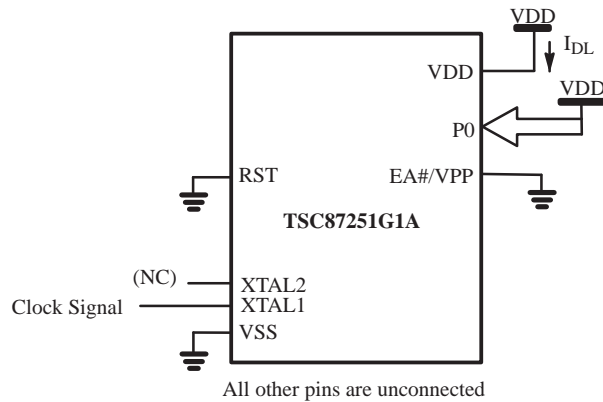 VDD
I_DL
VDD
VDD
P0
RST
EA#/VPP
TSC87251G1A
(NC)
XTAL2
Clock Signal
XTAL1
VSS
All other pins are unconnected